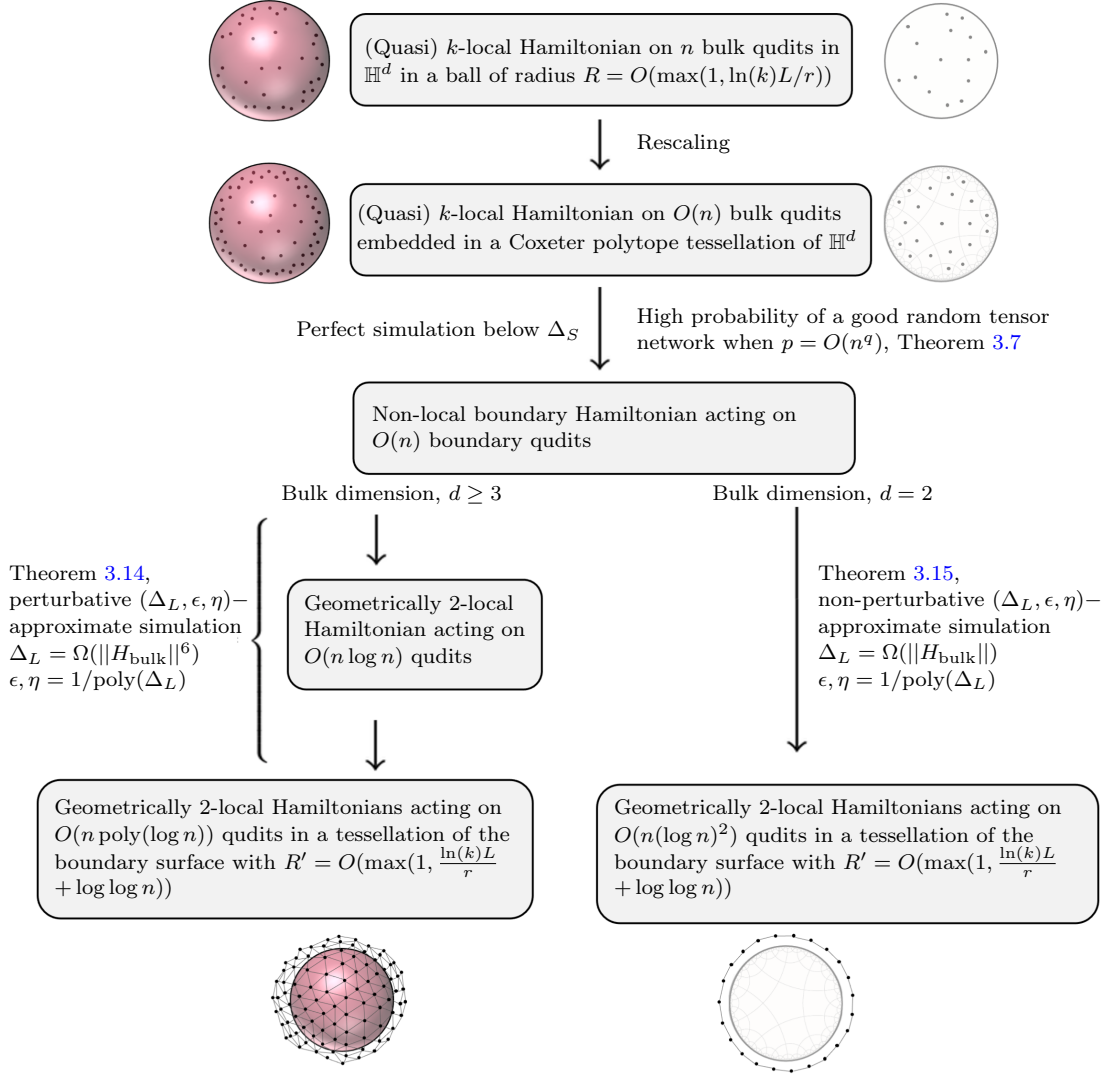 (Quasi) k-local Hamiltonian on n bulk qudits in
ℍ^d in a ball of radius R = O(max(1, ln(k)L/r))
Rescaling
(Quasi) k-local Hamiltonian on O(n) bulk qudits
embedded in a Coxeter polytope tessellation of ℍ^d
Perfect simulation below Δ_S
High probability of a good random tensor
network when p = O(n^q), Theorem 3.7
Non-local boundary Hamiltonian acting on
O(n) boundary qudits
Bulk dimension, d ≥ 3
Bulk dimension, d = 2
Theorem 3.14,
perturbative (Δ_L, ϵ, η)−
approximate simulation
Δ_L = Ω(||H_bulk||^6)
ϵ, η = 1/poly(Δ_L)
Geometrically 2-local
Hamiltonian acting on
O(n log n) qudits
Theorem 3.15,
non-perturbative (Δ_L, ϵ, η)−
approximate simulation
Δ_L = Ω(||H_bulk||)
ϵ, η = 1/poly(Δ_L)
Geometrically 2-local Hamiltonians acting on
O(n poly(log n)) qudits in a tessellation of the
boundary surface with R′ = O(max(1, ln(k)L/r
+ log log n))
Geometrically 2-local Hamiltonians acting on
O(n(log n)^2) qudits in a tessellation of the
boundary surface with R′ = O(max(1, ln(k)L/r
+ log log n))